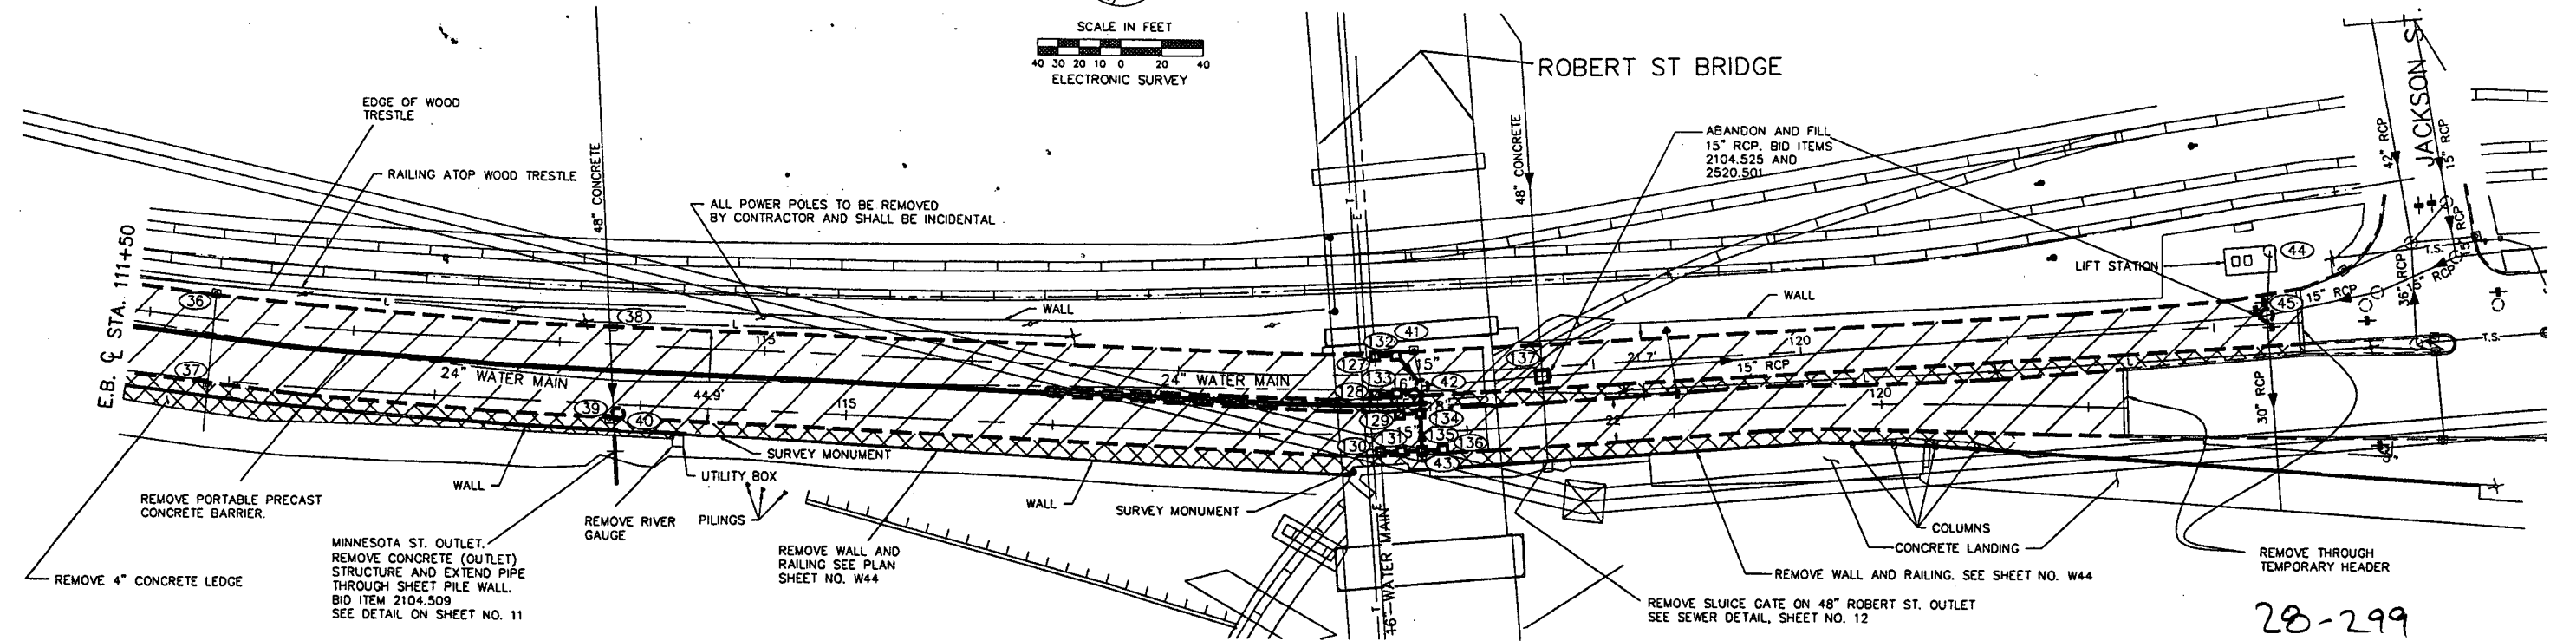 SCALE IN FEET
40 30 20 10 0 20 40
ELECTRONIC SURVEY
ROBERT ST BRIDGE
JACKSON ST.
42" RCP
15" RCP
EDGE OF WOOD
TRESTLE
RAILING ATOP WOOD TRESTLE
48" CONCRETE
ALL POWER POLES TO BE REMOVED
BY CONTRACTOR AND SHALL BE INCIDENTAL
48" CONCRETE
ABANDON AND FILL
15" RCP. BID ITEMS
2104.525 AND
2520.501
E.B. ℄ STA. 111+50
LIFT STATION
44
T.S.
15" RCP
36" RCP
15" RCP
45
15" RCP
T.S.
36
L
38
L
WALL
WALL
115
132
41
127
15"
137
21.7'
120
15" RCP
37
24" WATER MAIN
24" WATER MAIN
133
42
128
44.9'
115
39
40
129
134
22'
120
30" RCP
130
131
15"
135
136
43
SURVEY MONUMENT
UTILITY BOX
WALL
PILINGS
WALL
SURVEY MONUMENT
REMOVE PORTABLE PRECAST
CONCRETE BARRIER.
REMOVE RIVER
GAUGE
MINNESOTA ST. OUTLET.
REMOVE CONCRETE (OUTLET)
STRUCTURE AND EXTEND PIPE
THROUGH SHEET PILE WALL.
BID ITEM 2104.509
SEE DETAIL ON SHEET NO. 11
REMOVE 4" CONCRETE LEDGE
REMOVE WALL AND
RAILING SEE PLAN
SHEET NO. W44
16" WATER MAIN
COLUMNS
CONCRETE LANDING
REMOVE WALL AND RAILING. SEE SHEET NO. W44
REMOVE SLUICE GATE ON 48" ROBERT ST. OUTLET
SEE SEWER DETAIL, SHEET NO. 12
REMOVE THROUGH
TEMPORARY HEADER
28-299